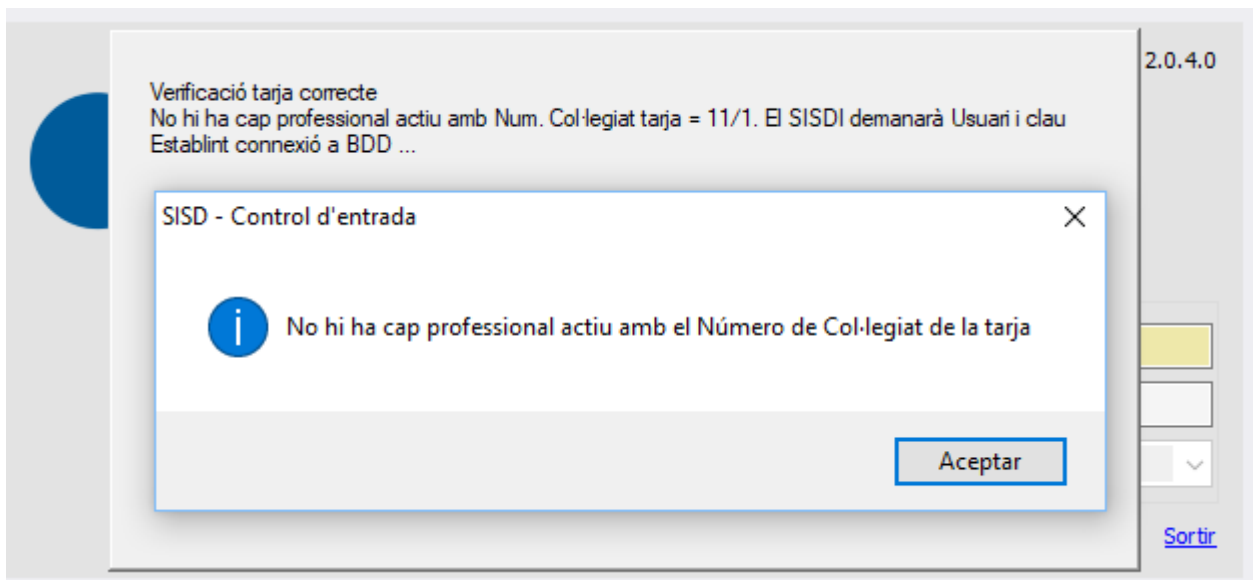 2.0.4.0
Verificació tarja correcte
No hi ha cap professional actiu amb Num. Col·legiat tarja = 11/1. El SISDI demanarà Usuari i clau
Establint connexió a BDD ...
SISD - Control d'entrada
No hi ha cap professional actiu amb el Número de Col·legiat de la tarja
Aceptar
Sortir